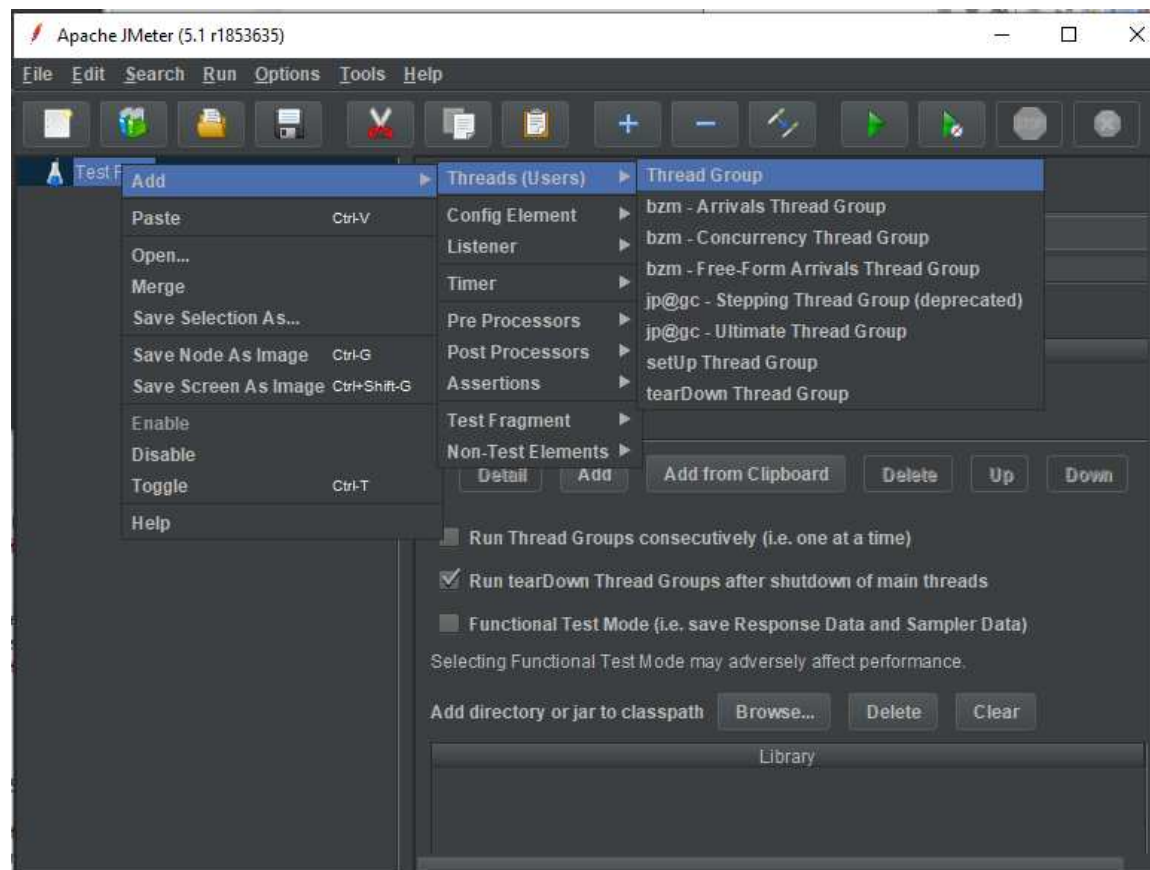 Apache JMeter (5.1 r1853635)
File Edit Search Run Options Tools Help
Test
Add
Paste Ctrl-V
Open...
Merge
Save Selection As...
Save Node As Image Ctrl-G
Save Screen As Image Ctrl+Shift-G
Enable
Disable
Toggle Ctrl-T
Help
Threads (Users)
Config Element
Listener
Timer
Pre Processors
Post Processors
Assertions
Test Fragment
Non-Test Elements
Thread Group
bzm - Arrivals Thread Group
bzm - Concurrency Thread Group
bzm - Free-Form Arrivals Thread Group
jp@gc - Stepping Thread Group (deprecated)
jp@gc - Ultimate Thread Group
setUp Thread Group
tearDown Thread Group
Detail Add Add from Clipboard Delete Up Down
Run Thread Groups consecutively (i.e. one at a time)
Run tearDown Thread Groups after shutdown of main threads
Functional Test Mode (i.e. save Response Data and Sampler Data)
Selecting Functional Test Mode may adversely affect performance.
Add directory or jar to classpath Browse... Delete Clear
Library